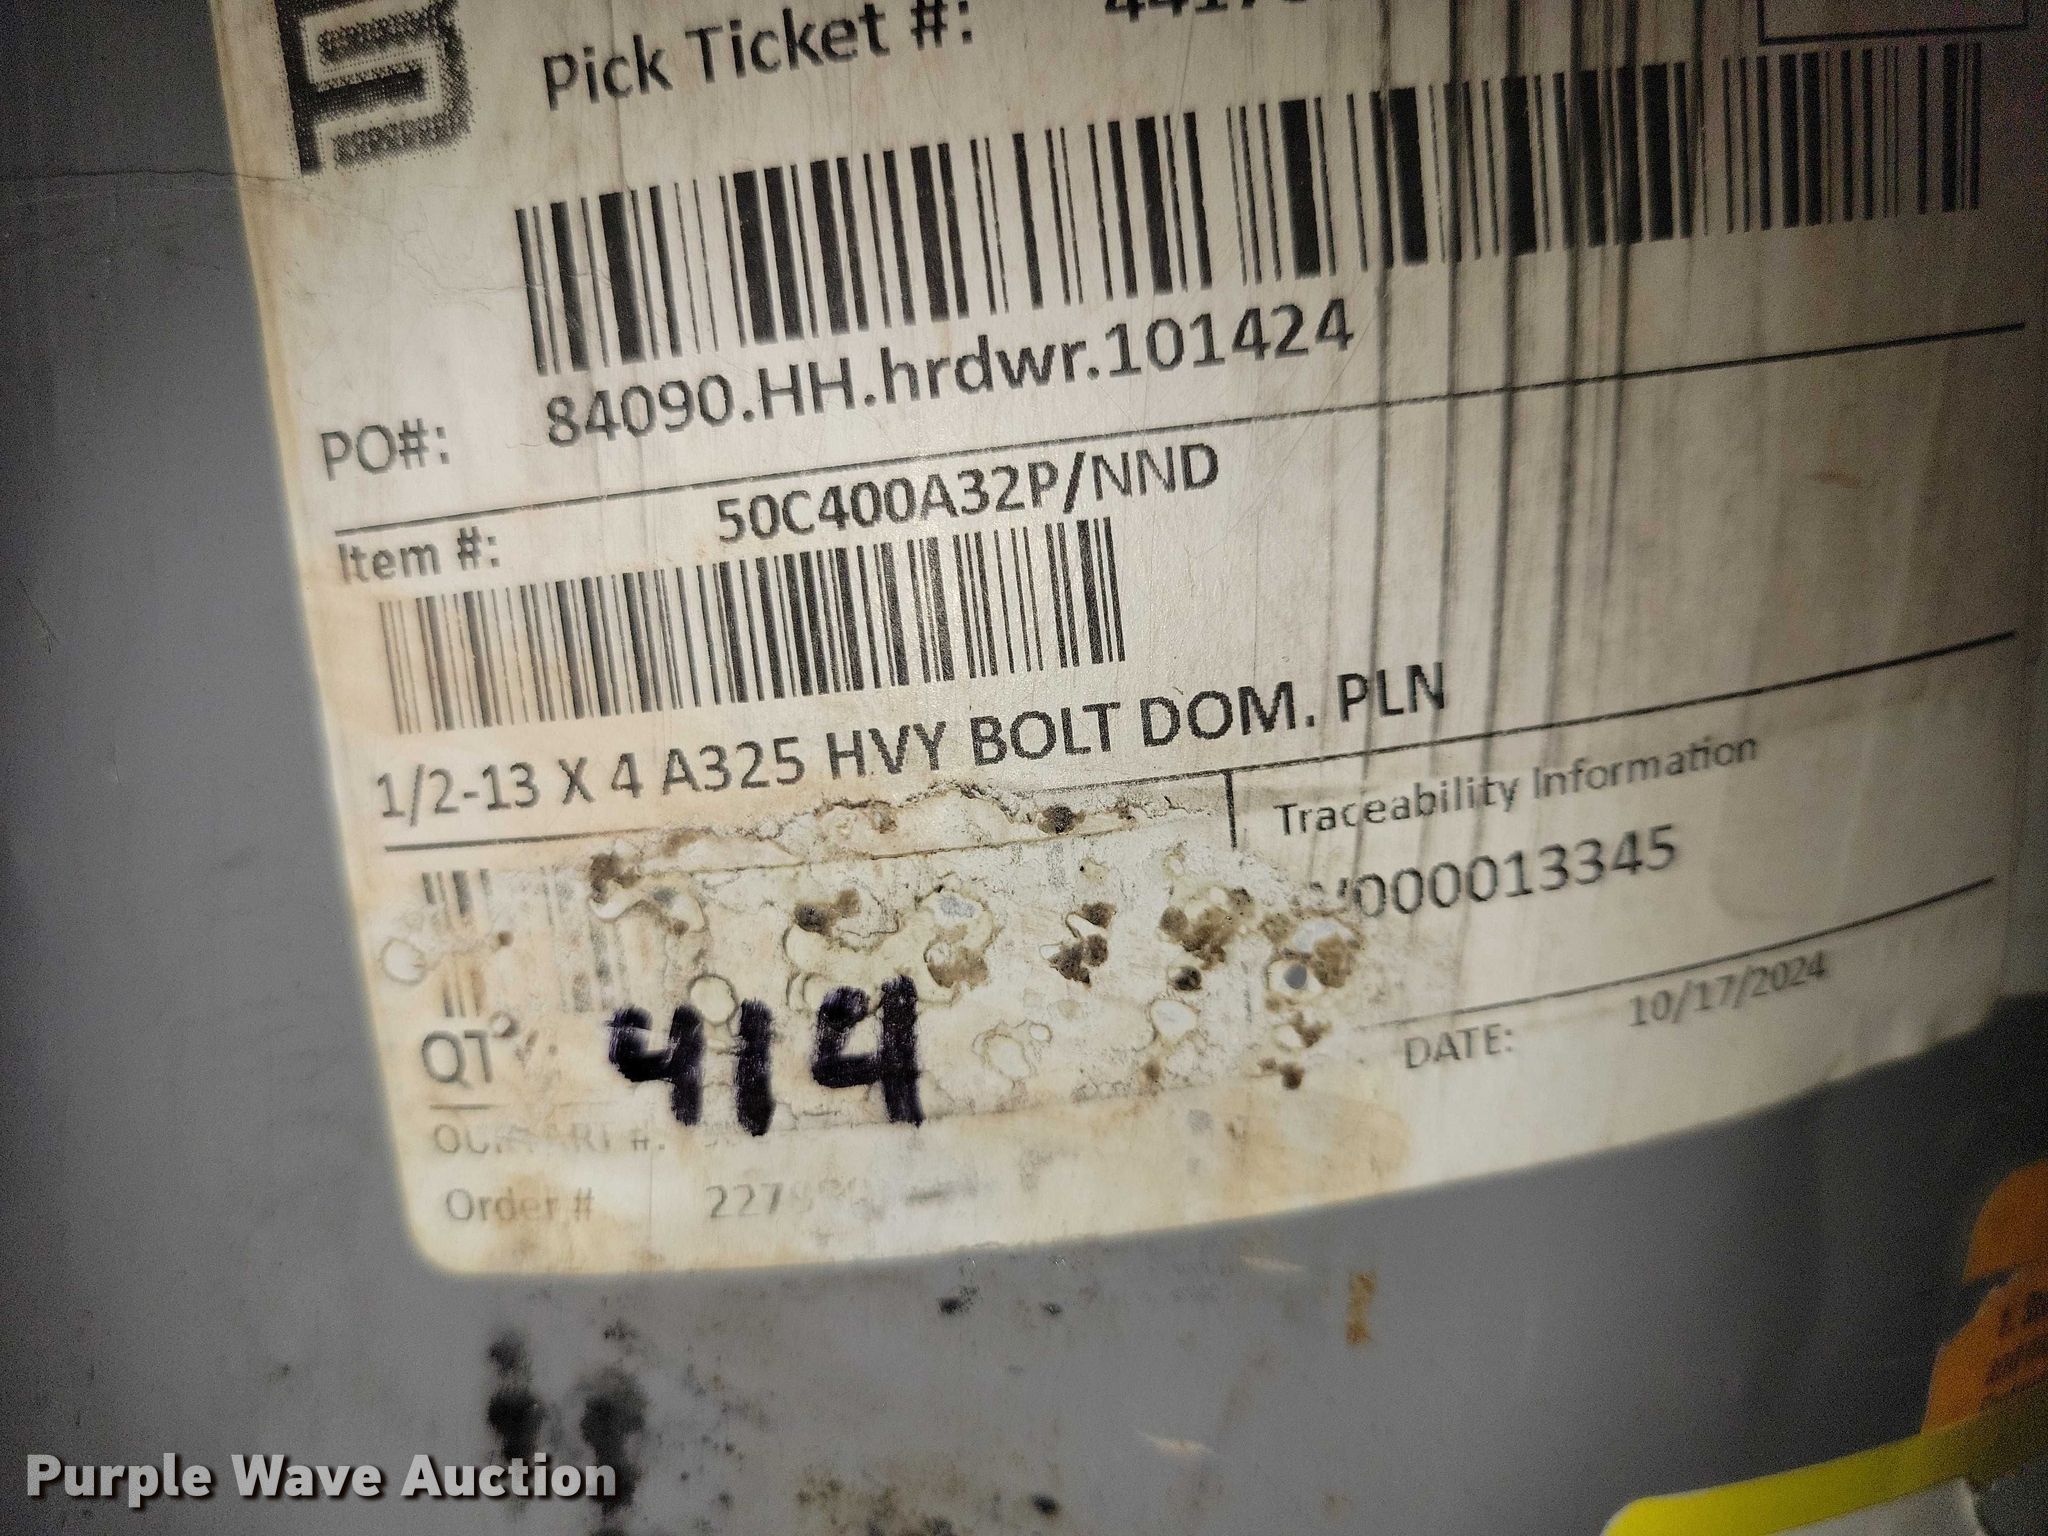 Pick Ticket #:
84090.HH.hrdwr.101424
PO#:
50C400A32P/NND
Item #:
1/2-13 X 4 A325 HVY BOLT DOM. PLN
Traceability Information
000013345
414
10/17/2024
DATE:
Order #
Purple Wave Auction